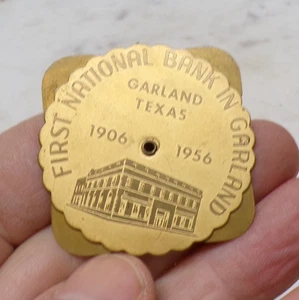 FIRST NATIONAL BANK IN GARLAND
GARLAND
TEXAS
1906 1956